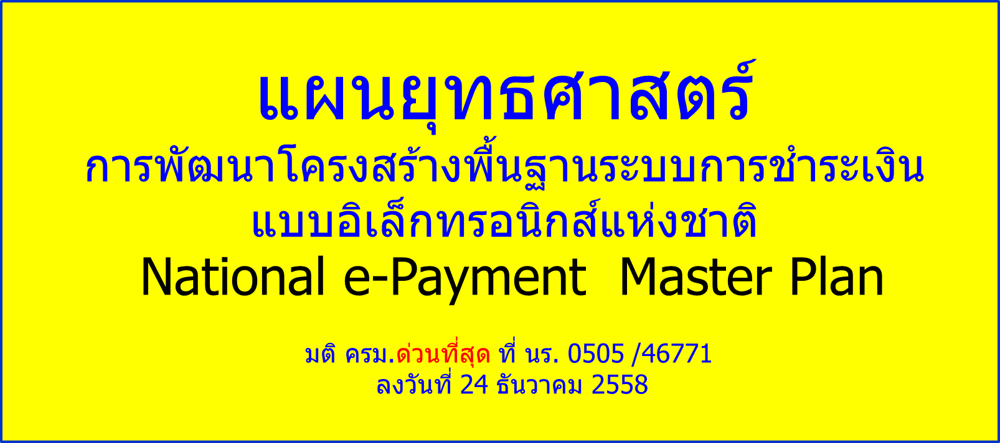 แผนยุทธศาสตร์
การพัฒนาโครงสร้างพื้นฐานระบบการชำระเงิน
แบบอิเล็กทรอนิกส์แห่งชาติ
National e-Payment  Master Plan
มติ ครม.ด่วนที่สุด ที่ นร. 0505 /46771
ลงวันที่ 24 ธันวาคม 2558